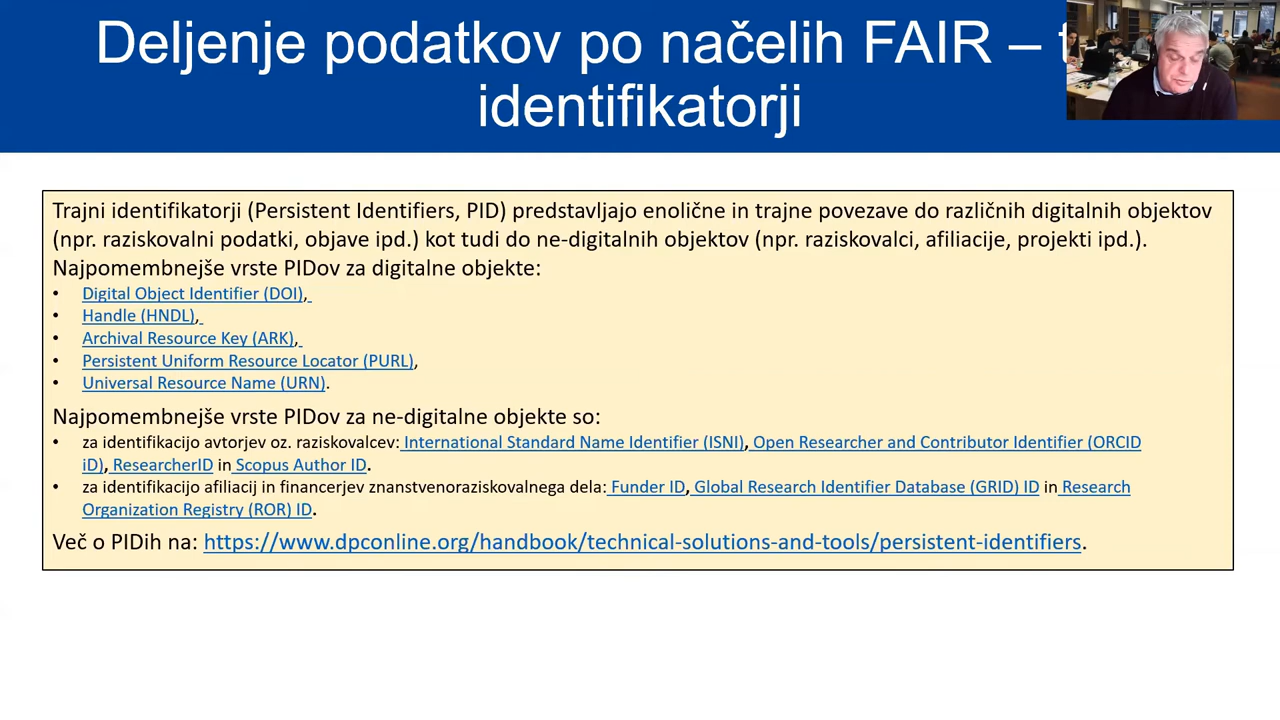 Deljenje podatkov po načelih FAIR – t
identifikatorji
Trajni identifikatorji (Persistent Identifiers, PID) predstavljajo enolične in trajne povezave do različnih digitalnih objektov
(npr. raziskovalni podatki, objave ipd.) kot tudi do ne-digitalnih objektov (npr. raziskovalci, afiliacije, projekti ipd.).
Najpomembnejše vrste PIDov za digitalne objekte:
• Digital Object Identifier (DOI),
• Handle (HNDL),
• Archival Resource Key (ARK),
• Persistent Uniform Resource Locator (PURL),
• Universal Resource Name (URN).
Najpomembnejše vrste PIDov za ne-digitalne objekte so:
• za identifikacijo avtorjev oz. raziskovalcev: International Standard Name Identifier (ISNI), Open Researcher and Contributor Identifier (ORCID
iD), ResearcherID in Scopus Author ID.
• za identifikacijo afiliacij in financerjev znanstvenoraziskovalnega dela: Funder ID, Global Research Identifier Database (GRID) ID in Research
Organization Registry (ROR) ID.
Več o PIDih na: https://www.dpconline.org/handbook/technical-solutions-and-tools/persistent-identifiers.